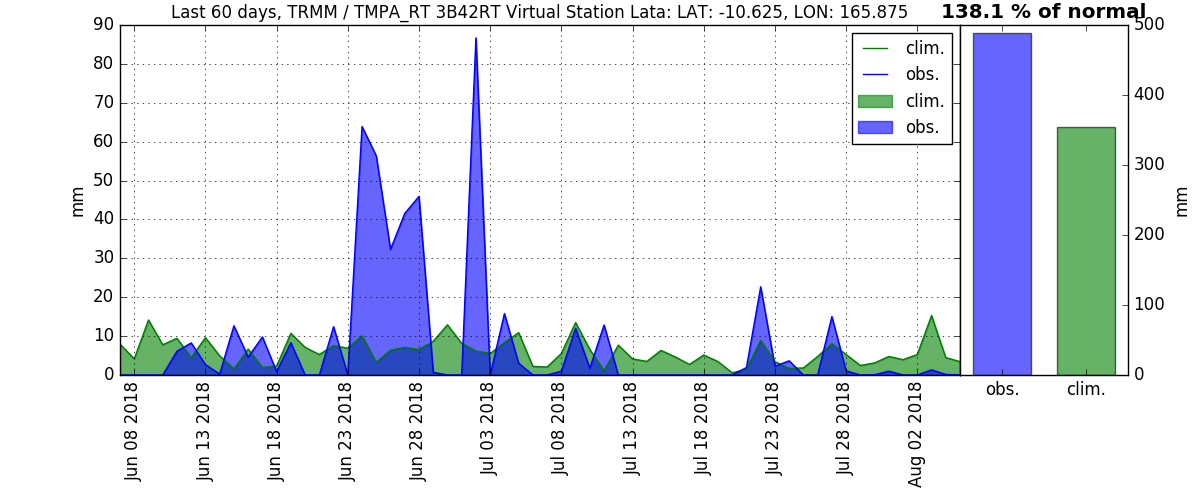 Last 60 days, TRMM / TMPA_RT 3B42RT Virtual Station Lata: LAT: -10.625, LON: 165.875
138.1 % of normal
90
80
70
60
50
40
30
20
10
0
mm
clim.
obs.
clim.
obs.
Jun 08 2018
Jun 13 2018
Jun 18 2018
Jun 23 2018
Jun 28 2018
Jul 03 2018
Jul 08 2018
Jul 13 2018
Jul 18 2018
Jul 23 2018
Jul 28 2018
Aug 02 2018
500
400
300
200
100
0
mm
obs.
clim.